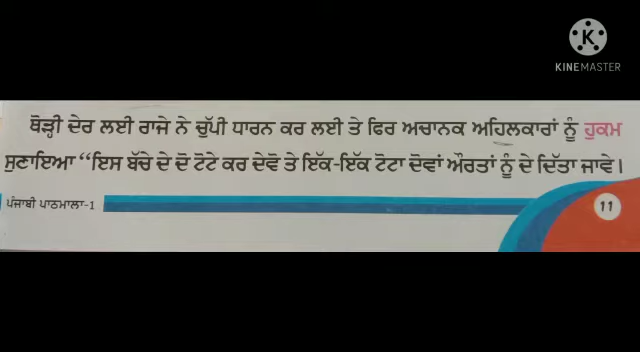 KINEMASTER
ਥੋੜ੍ਹੀ ਦੇਰ ਲਈ ਰਾਜੇ ਨੇ ਚੁੱਪੀ ਧਾਰਨ ਕਰ ਲਈ ਤੇ ਫਿਰ ਅਚਾਨਕ ਅਹਿਲਕਾਰਾਂ ਨੂੰ ਹੁਕਮ
ਸੁਣਾਇਆ “ਇਸ ਬੱਚੇ ਦੇ ਦੋ ਟੋਟੇ ਕਰ ਦੇਵੋ ਤੇ ਇੱਕ-ਇੱਕ ਟੋਟਾ ਦੋਵਾਂ ਔਰਤਾਂ ਨੂੰ ਦੇ ਦਿੱਤਾ ਜਾਵੇ।
ਪੰਜਾਬੀ ਪਾਠਮਾਲਾ-1
11